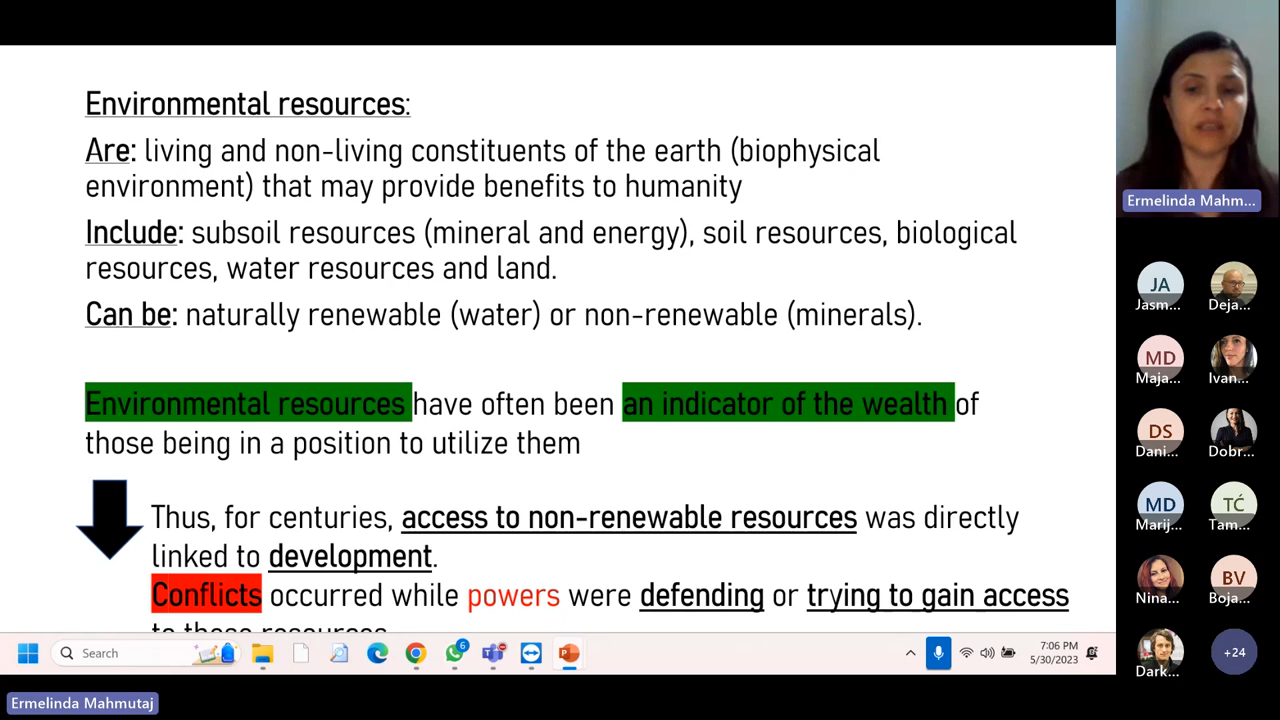 Environmental resources:
Are: living and non-living constituents of the earth (biophysical
environment) that may provide benefits to humanity
Include: subsoil resources (mineral and energy), soil resources, biological
resources, water resources and land.
Can be: naturally renewable (water) or non-renewable (minerals).
Environmental resources have often been an indicator of the wealth of
those being in a position to utilize them
Thus, for centuries, access to non-renewable resources was directly
linked to development.
Conflicts occurred while powers were defending or trying to gain access
to these resources
Ermelinda Mahm...
JA
Jasm...
Deja...
MD
Maja...
Ivan...
DS
Dani...
Dobr...
MD
Marij...
TĆ
Tam...
Nina...
BV
Boja...
Dark...
+24
Search
6
7:06 PM
5/30/2023
Ermelinda Mahmutaj